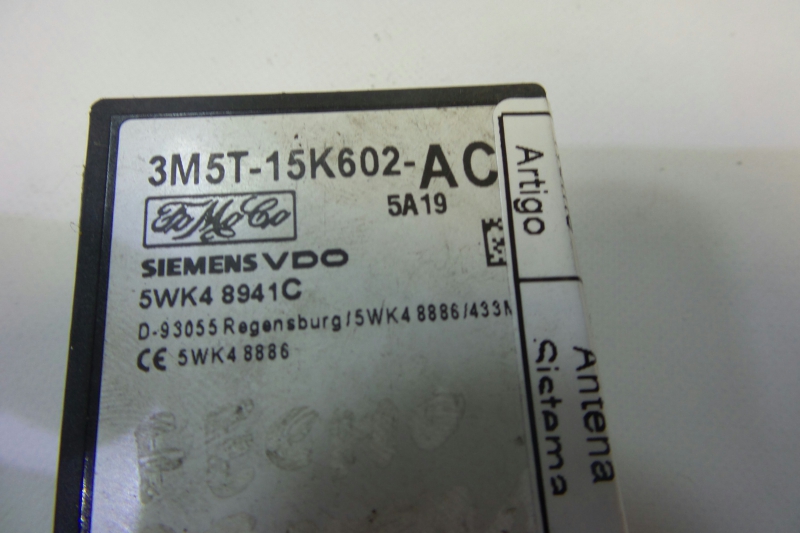 3M5T-15K602-AC
FoMoCo
5A19
SIEMENS VDO
5WK4 8941C
D-93055 Regensburg/5WK4 8886/433M
CE 5WK4 8886
Artigo
Antena
Sistema